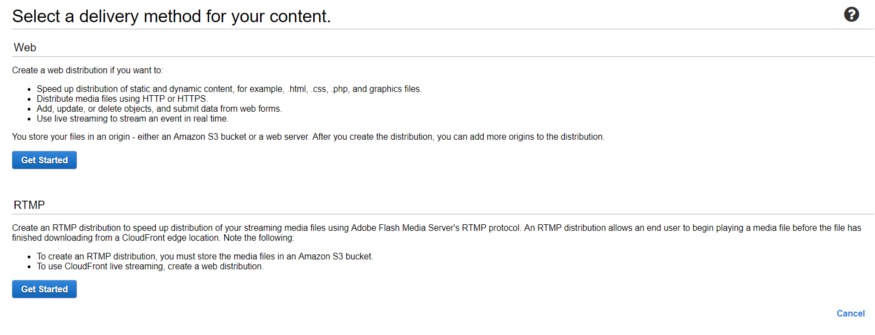 Select a delivery method for your content.
?
Web
Create a web distribution if you want to:
• Speed up distribution of static and dynamic content, for example, .html, .css, .php, and graphics files.
• Distribute media files using HTTP or HTTPS.
• Add, update, or delete objects, and submit data from web forms.
• Use live streaming to stream an event in real time.
You store your files in an origin - either an Amazon S3 bucket or a web server. After you create the distribution, you can add more origins to the distribution.
Get Started
RTMP
Create an RTMP distribution to speed up distribution of your streaming media files using Adobe Flash Media Server's RTMP protocol. An RTMP distribution allows an end user to begin playing a media file before the file has
finished downloading from a CloudFront edge location. Note the following:
• To create an RTMP distribution, you must store the media files in an Amazon S3 bucket.
• To use CloudFront live streaming, create a web distribution.
Get Started
Cancel